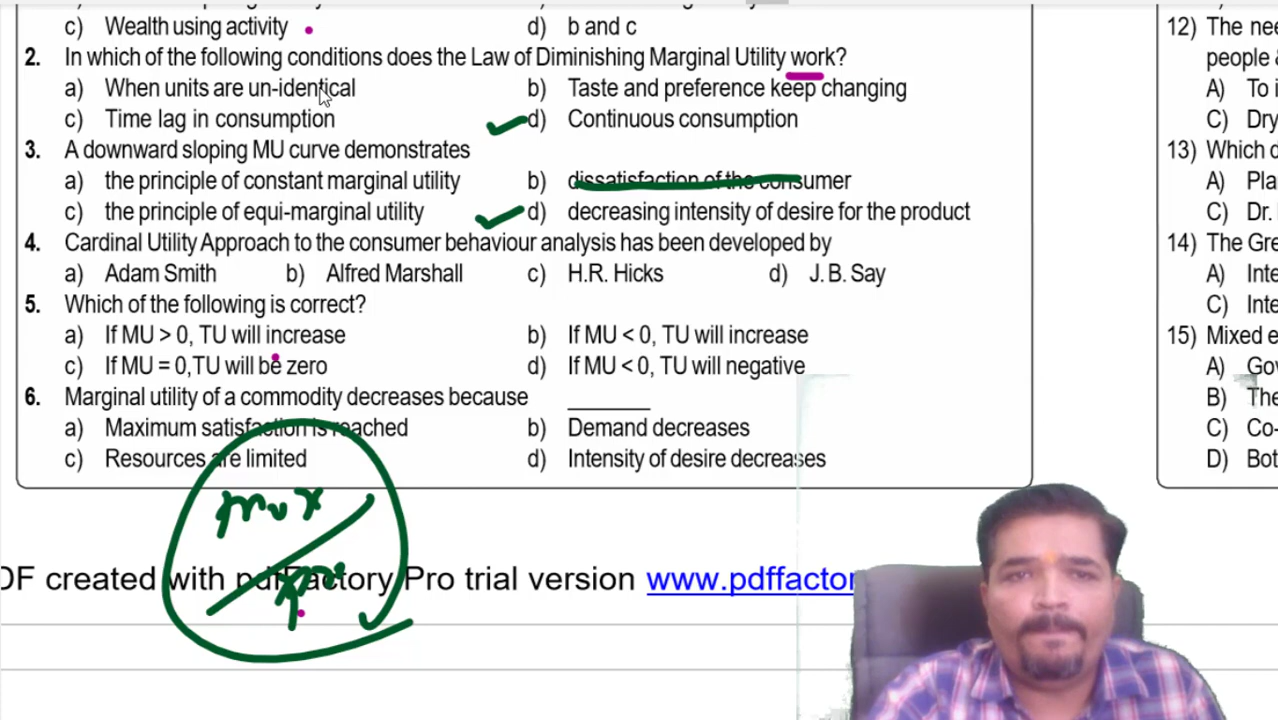 c) Wealth using activity d) b and c
2. In which of the following conditions does the Law of Diminishing Marginal Utility work?
a) When units are un-identical b) Taste and preference keep changing
c) Time lag in consumption d) Continuous consumption
3. A downward sloping MU curve demonstrates
a) the principle of constant marginal utility b) dissatisfaction of the consumer
c) the principle of equi-marginal utility d) decreasing intensity of desire for the product
4. Cardinal Utility Approach to the consumer behaviour analysis has been developed by
a) Adam Smith b) Alfred Marshall c) H.R. Hicks d) J. B. Say
5. Which of the following is correct?
a) If MU > 0, TU will increase b) If MU < 0, TU will increase
c) If MU = 0,TU will be zero d) If MU < 0, TU will negative
6. Marginal utility of a commodity decreases because ________
a) Maximum satisfaction is reached b) Demand decreases
c) Resources are limited d) Intensity of desire decreases
MUx
DF created with pdfFactory Pro trial version www.pdffactor
12) The nee
people
A) To i
C) Dry
13) Which d
A) Pla
C) Dr.
14) The Gre
A) Inte
C) Inte
15) Mixed e
A) Go
B) The
C) Co-
D) Bot